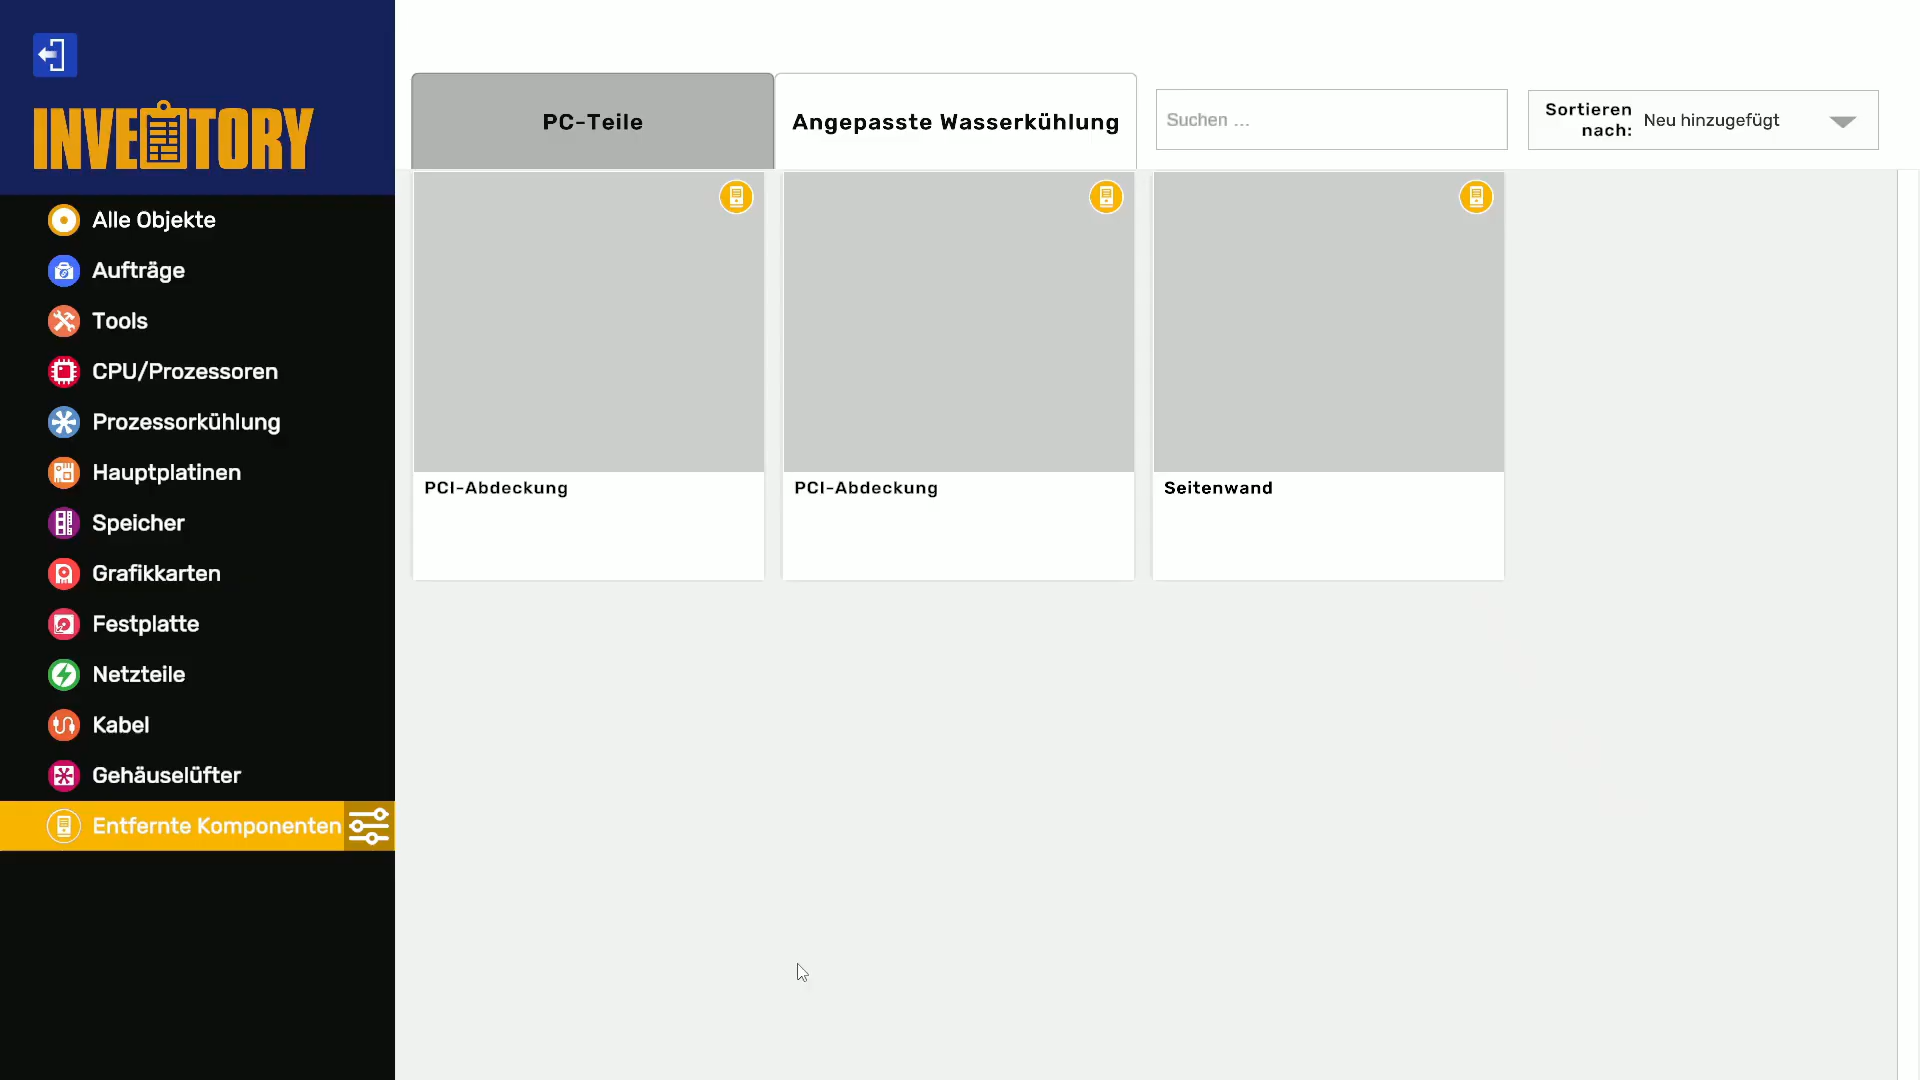 INVENTORY
Alle Objekte
Aufträge
Tools
CPU/Prozessoren
Prozessorkühlung
Hauptplatinen
Speicher
Grafikkarten
Festplatte
Netzteile
Kabel
Gehäuselüfter
Entfernte Komponenten
PC-Teile
Angepasste Wasserkühlung
Suchen ...
Sortieren
nach:
Neu hinzugefügt
PCI-Abdeckung
PCI-Abdeckung
Seitenwand